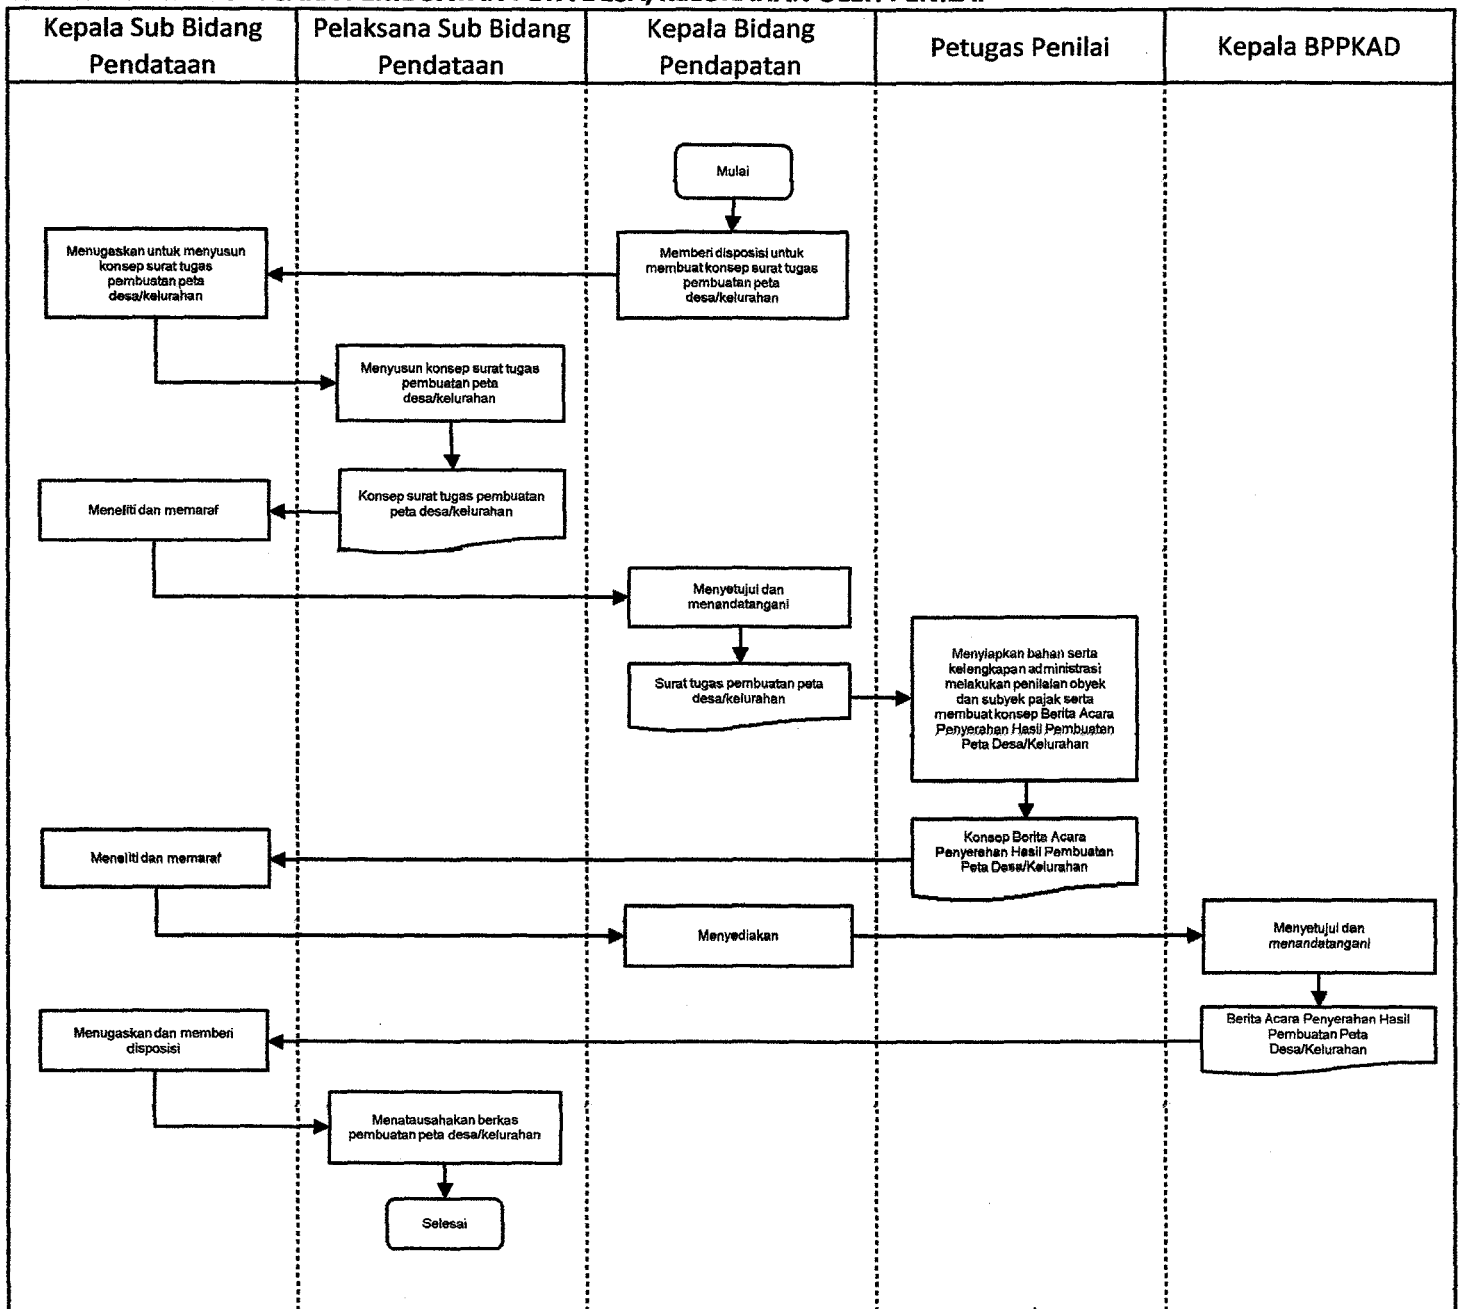 PEMBUATAN PETA DESA/KELURAHAN OLEH PENILAI
Kepala Sub Bidang
Pendataan
Pelaksana Sub Bidang
Pendataan
Kepala Bidang
Pendapatan
Petugas Penilai
Kepala BPPKAD
Mulai
Memberi disposisi untuk
membuat konsep surat tugas
pembuatan peta
desa/kelurahan
Menugaskan untuk menyusun
konsep surat tugas
pembuatan peta
desa/kelurahan
Menyusun konsep surat tugas
pembuatan peta
desa/kelurahan
Konsep surat tugas pembuatan
peta desa/kelurahan
Meneliti dan memaraf
Menyetujui dan
menandatangani
Surat tugas pembuatan peta
desa/kelurahan
Menyiapkan bahan serta
kelengkapan administrasi
melakukan penilaian obyek
dan subyek pajak serta
membuat konsep Berita Acara
Penyerahan Hasil Pembuatan
Peta Desa/Kelurahan
Konsep Berita Acara
Penyerahan Hasil Pembuatan
Peta Desa/Kelurahan
Meneliti dan memaraf
Menyediakan
Menyetujui dan
menandatangani
Berita Acara Penyerahan Hasil
Pembuatan Peta
Desa/Kelurahan
Menugaskan dan memberi
disposisi
Menatausahakan berkas
pembuatan peta desa/kelurahan
Selesai